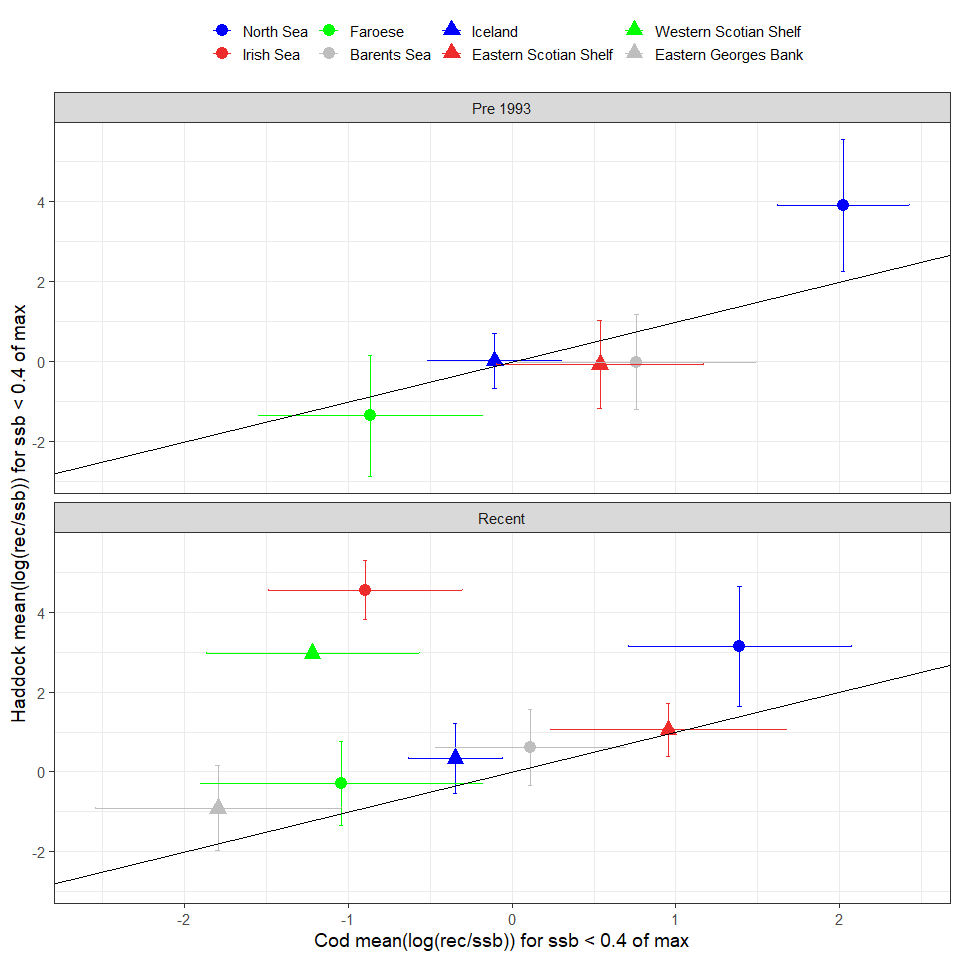 North Sea Faroese Iceland Western Scotian Shelf
Irish Sea Barents Sea Eastern Scotian Shelf Eastern Georges Bank
Pre 1993
4
2
0
-2
Recent
4
2
0
-2
-2 -1 0 1 2
Cod mean(log(rec/ssb)) for ssb < 0.4 of max
Haddock mean(log(rec/ssb)) for ssb < 0.4 of max